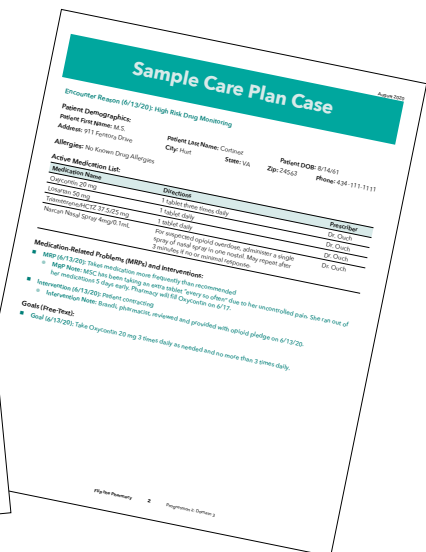 August 2020
Sample Care Plan Case
Encounter Reason (6/13/20): High Risk Drug Monitoring
Patient Demographics:
Patient First Name: M.S. Patient Last Name: Cortinet Patient DOB: 8/14/61
Address: 911 Fentora Drive City: Hurt State: VA Zip: 24563 Phone: 434-111-1111
Allergies: No Known Drug Allergies
Active Medication List:
Medication Name Directions Prescriber
Oxycontin 20 mg 1 tablet three times daily Dr. Ouch
Losartan 50 mg 1 tablet daily Dr. Ouch
Triamterene/HCTZ 37.5/25 mg 1 tablet daily Dr. Ouch
Narcan Nasal Spray 4mg/0.1mL For suspected opioid overdose, administer a single Dr. Ouch
spray of nasal spray in one nostril. May repeat after
3 minutes if no or minimal response.
Medication-Related Problems (MRPs) and Interventions:
MRP (6/13/20): Takes medication more frequently than recommended
MRP Note: MSC has been taking an extra tablets "every so often" due to her uncontrolled pain. She ran out of
her medications 5 days early. Pharmacy will fill Oxycontin on 6/17.
Intervention (6/13/20): Patient contracting
Intervention Note: Brandi, pharmacist, reviewed and provided with opioid pledge on 6/13/20.
Goals (Free-Text):
Goal (6/13/20): Take Oxycontin 20 mg 3 times daily as needed and no more than 3 times daily.
Flip the Pharmacy 2